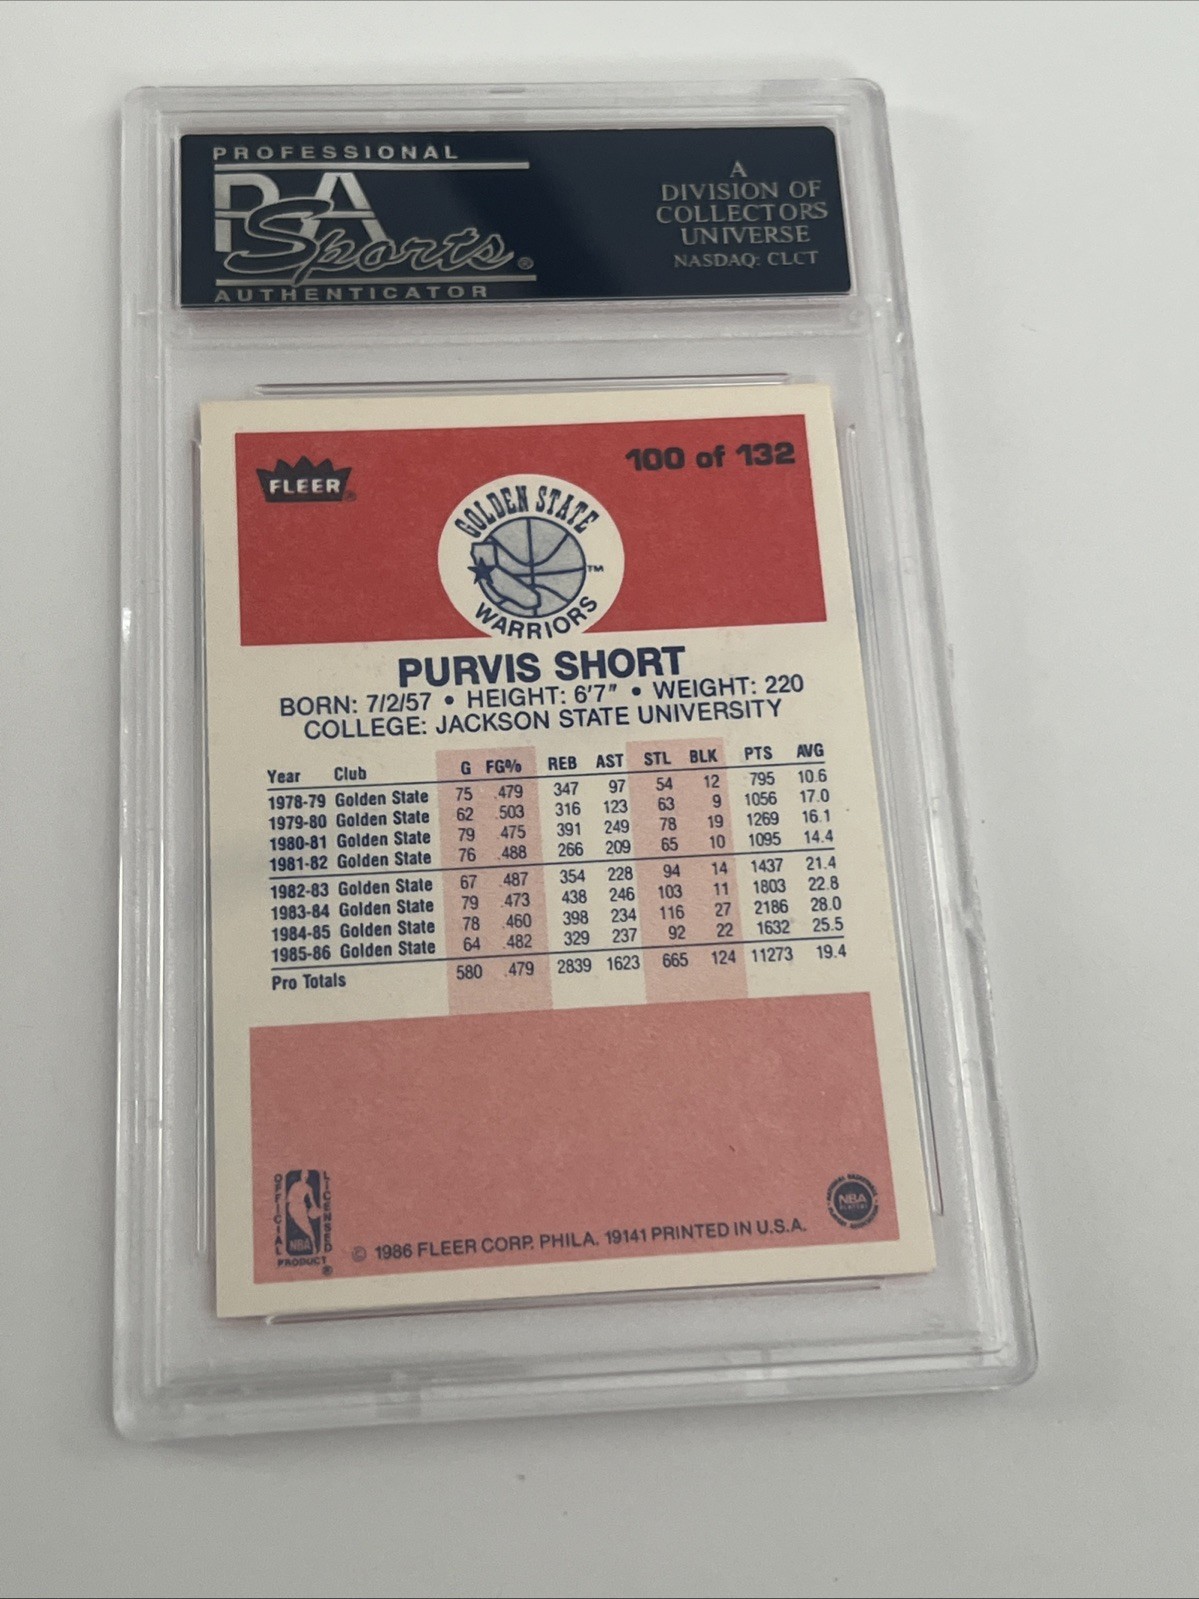 PROFESSIONAL
PSA
Sports®
AUTHENTICATOR
A
DIVISION OF
COLLECTORS
UNIVERSE
NASDAQ: CLCT
FLEER®
100 of 132
GOLDEN STATE
WARRIORS
TM
PURVIS SHORT
BORN: 7/2/57 • HEIGHT: 6'7" • WEIGHT: 220
COLLEGE: JACKSON STATE UNIVERSITY
Year Club G FG% REB AST STL BLK PTS AVG
1978-79 Golden State 75 .479 347 97 54 12 795 10.6
1979-80 Golden State 62 .503 316 123 63 9 1056 17.0
1980-81 Golden State 79 .475 391 249 78 19 1269 16.1
1981-82 Golden State 76 .488 266 209 65 10 1095 14.4
1982-83 Golden State 67 .487 354 228 94 14 1437 21.4
1983-84 Golden State 79 .473 438 246 103 11 1803 22.8
1984-85 Golden State 78 .460 398 234 116 27 2186 28.0
1985-86 Golden State 64 .482 329 237 92 22 1632 25.5
Pro Totals 580 .479 2839 1623 665 124 11273 19.4
OFFICIAL
LICENSED
NBA
PRODUCT®
© 1986 FLEER CORP. PHILA. 19141 PRINTED IN U.S.A.
NATIONAL BASKETBALL
NBA
PLAYERS
PLAYERS ASSOCIATION